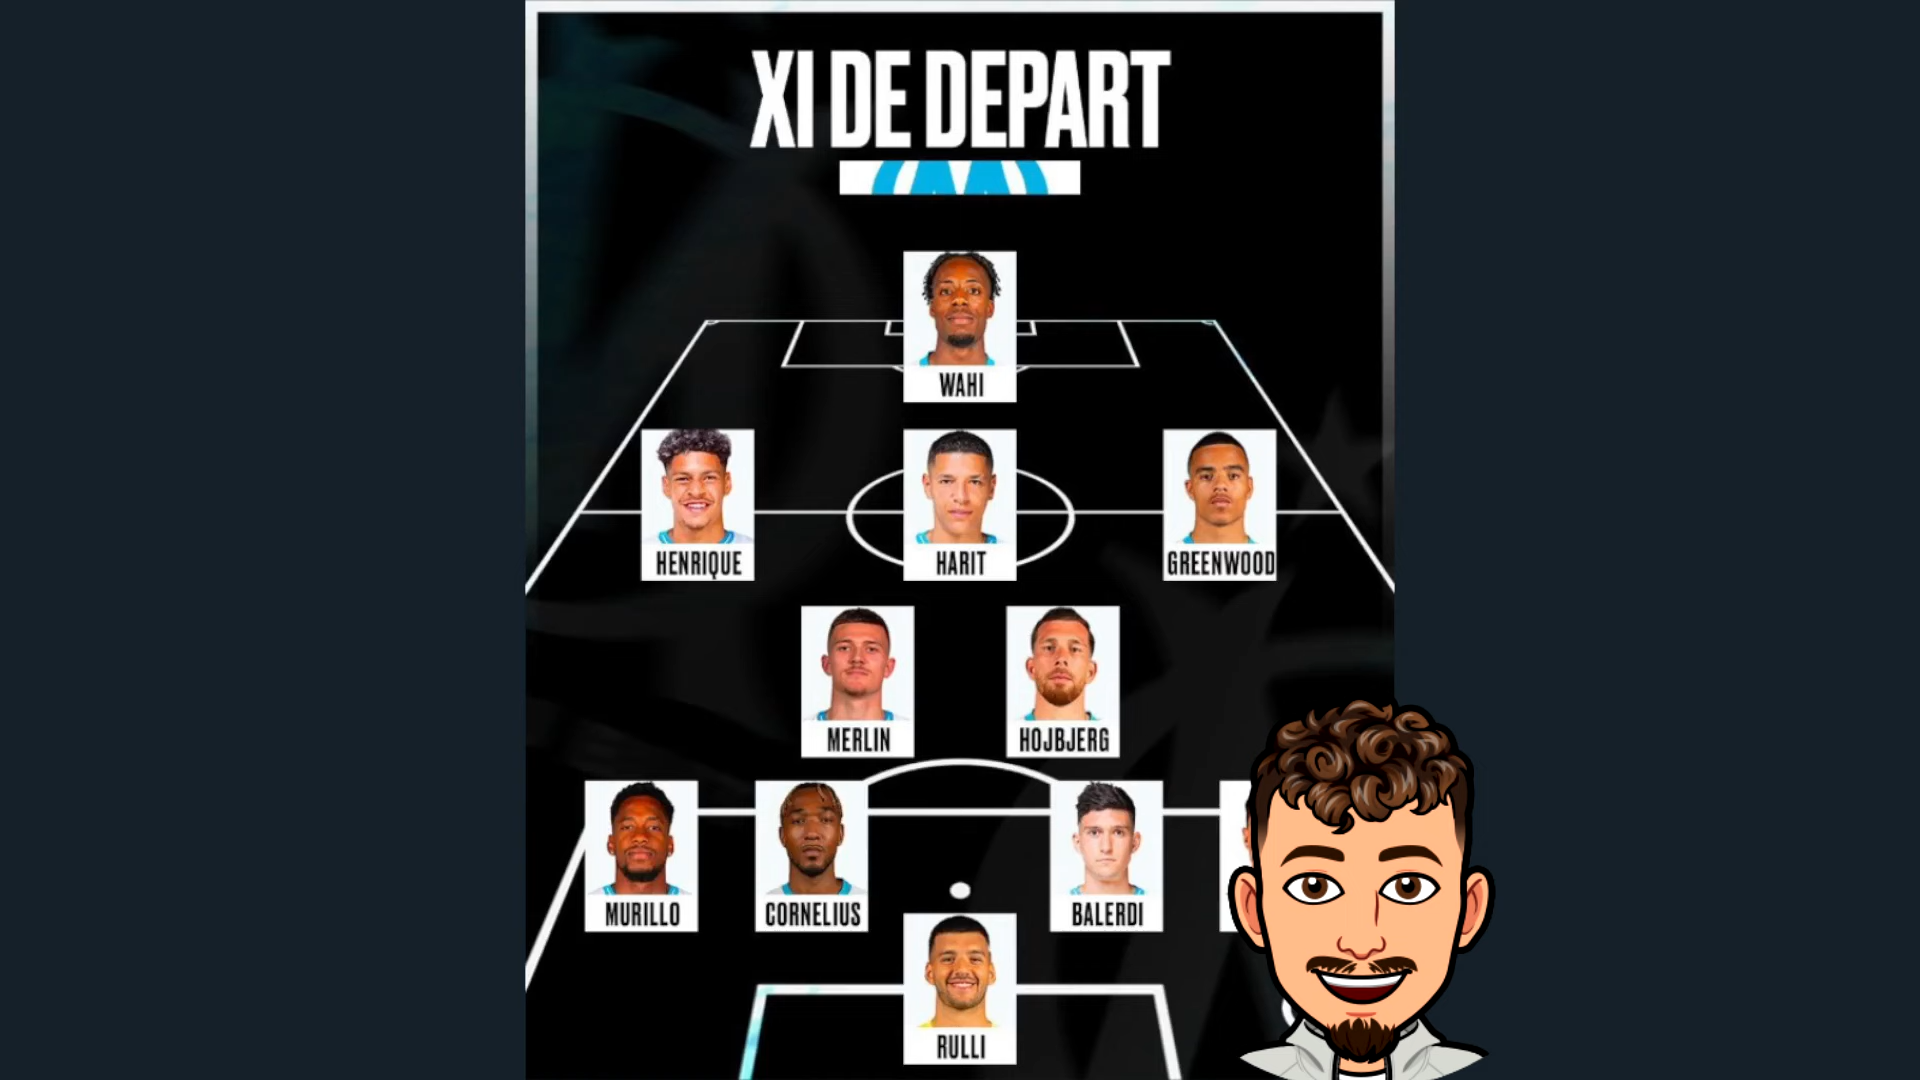 XI DE DEPART
WAHI
HENRIQUE
HARIT
GREENWOOD
MERLIN
HOJBJERG
MURILLO
CORNELIUS
BALERDI
RULLI